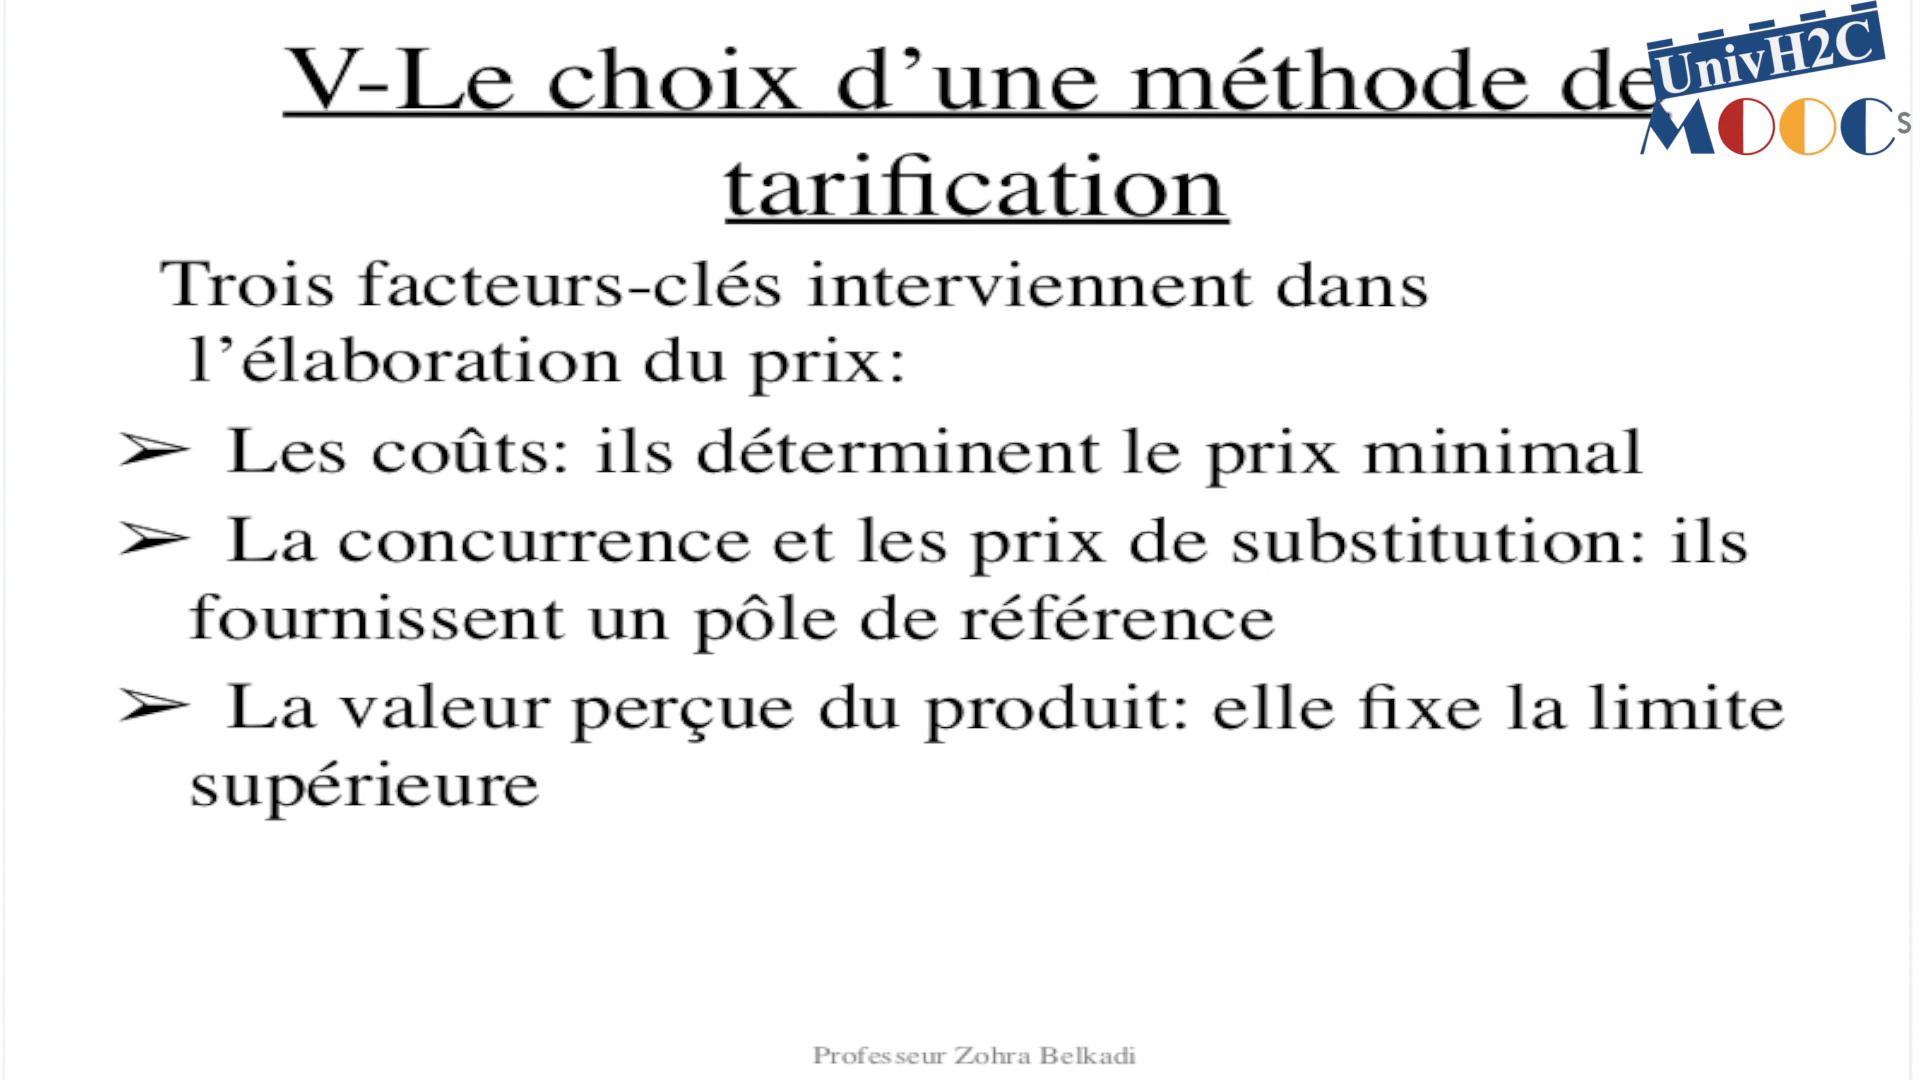 V-Le choix d’une méthode de
tarification
UnivH2C
MOOCs
Trois facteurs-clés interviennent dans
l’élaboration du prix:
➢ Les coûts: ils déterminent le prix minimal
➢ La concurrence et les prix de substitution: ils
fournissent un pôle de référence
➢ La valeur perçue du produit: elle fixe la limite
supérieure
Professeur Zohra Belkadi